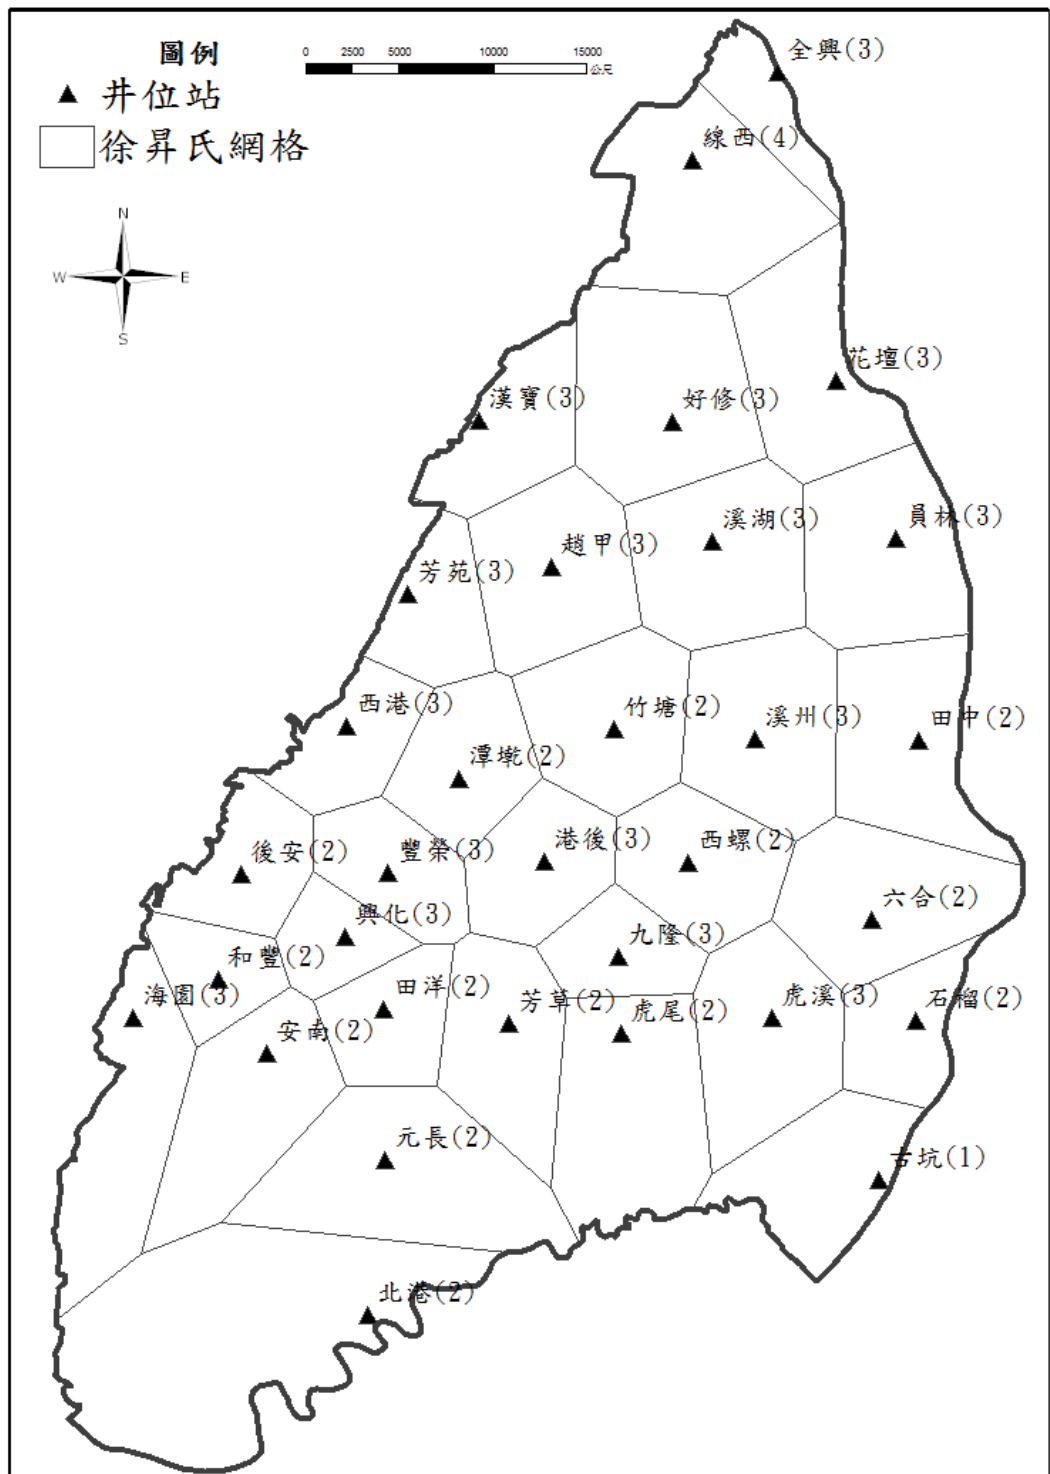 圖例
0 2500 5000 10000 15000
公尺
井位站
徐昇氏網格
N
W E
S
全興(3)
線西(4)
花壇(3)
漢寶(3)
好修(3)
溪湖(3)
員林(3)
趙甲(3)
芳苑(3)
西港(3)
竹塘(2)
溪州(3)
田中(2)
潭墘(2)
後安(2)
豐榮(3)
港後(3)
西螺(2)
六合(2)
興化(3)
九隆(3)
和豐(2)
海園(3)
田洋(2)
芳草(2)
虎尾(2)
虎溪(3)
石榴(2)
安南(2)
元長(2)
古坑(1)
北港(2)